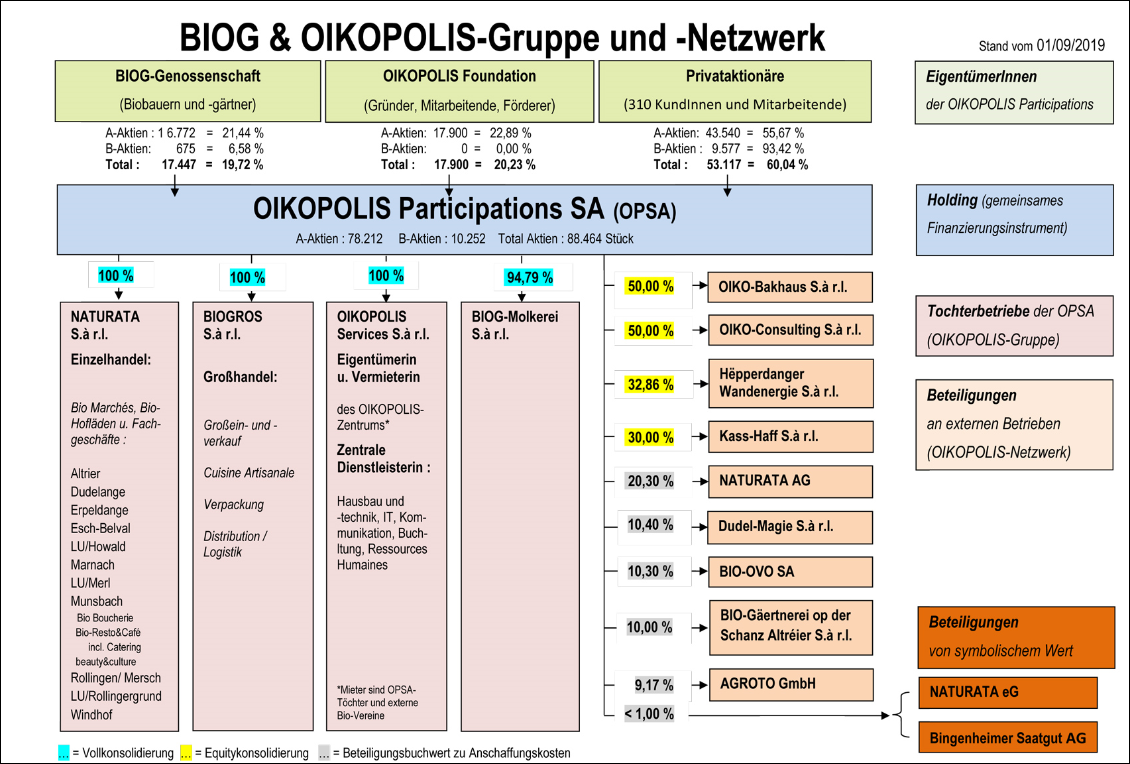 BIOG & OIKOPOLIS-Gruppe und -Netzwerk
Stand vom 01/09/2019
BIOG-Genossenschaft
(Biobauern und -gärtner)
OIKOPOLIS Foundation
(Gründer, Mitarbeitende, Förderer)
Privataktionäre
(310 KundInnen und Mitarbeitende)
EigentümerInnen
der OIKOPOLIS Participations
A-Aktien : 1 6.772 = 21,44 %
B-Aktien: 675 = 6,58 %
Total : 17.447 = 19,72 %
A-Aktien: 17.900 = 22,89 %
B-Aktien: 0 = 0,00 %
Total : 17.900 = 20,23 %
A-Aktien: 43.540 = 55,67 %
B-Aktien : 9.577 = 93,42 %
Total : 53.117 = 60,04 %
OIKOPOLIS Participations SA (OPSA)
A-Aktien : 78.212 B-Aktien : 10.252 Total Aktien : 88.464 Stück
Holding (gemeinsames
Finanzierungsinstrument)
100 %
100 %
100 %
94,79 %
NATURATA
S.à r.l.
Einzelhandel:
Bio Marchés, Bio-
Hofläden u. Fach-
geschäfte :
Altrier
Dudelange
Erpeldange
Esch-Belval
LU/Howald
Marnach
LU/Merl
Munsbach
Bio Boucherie
Bio-Resto&Café
incl. Catering
beauty&culture
Rollingen/ Mersch
LU/Rollingergrund
Windhof
BIOGROS
S.à r.l.
Großhandel:
Großein- und -
verkauf
Cuisine Artisanale
Verpackung
Distribution /
Logistik
OIKOPOLIS
Services S.à r.l.
Eigentümerin
u. Vermieterin
des OIKOPOLIS-
Zentrums*
Zentrale
Dienstleisterin :
Hausbau und
-technik, IT, Kom-
munikation, Buch-
ltung, Ressources
Humaines
*Mieter sind OPSA-
Töchter und externe
Bio-Vereine
BIOG-Molkerei
S.à r.l.
50,00 %
OIKO-Bakhaus S.à r.l.
50,00 %
OIKO-Consulting S.à r.l.
32,86 %
Hëpperdanger
Wandenergie S.à r.l.
30,00 %
Kass-Haff S.à r.l.
20,30 %
NATURATA AG
10,40 %
Dudel-Magie S.à r.l.
10,30 %
BIO-OVO SA
10,00 %
BIO-Gäertnerei op der
Schanz Altréier S.à r.l.
9,17 %
AGROTO GmbH
< 1,00 %
Tochterbetriebe der OPSA
(OIKOPOLIS-Gruppe)
Beteiligungen
an externen Betrieben
(OIKOPOLIS-Netzwerk)
Beteiligungen
von symbolischem Wert
NATURATA eG
Bingenheimer Saatgut AG
... = Vollkonsolidierung ... = Equitykonsolidierung ... = Beteiligungsbuchwert zu Anschaffungskosten